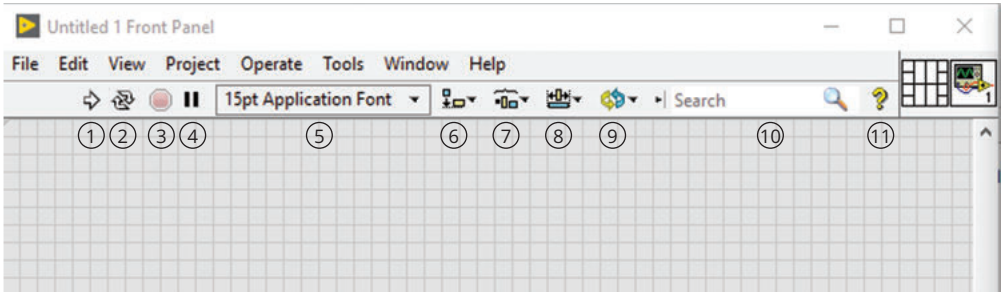 Untitled 1 Front Panel
File Edit View Project Operate Tools Window Help
15pt Application Font Search ?
1
① ② ③ ④ ⑤ ⑥ ⑦ ⑧ ⑨ ⑩ ⑪